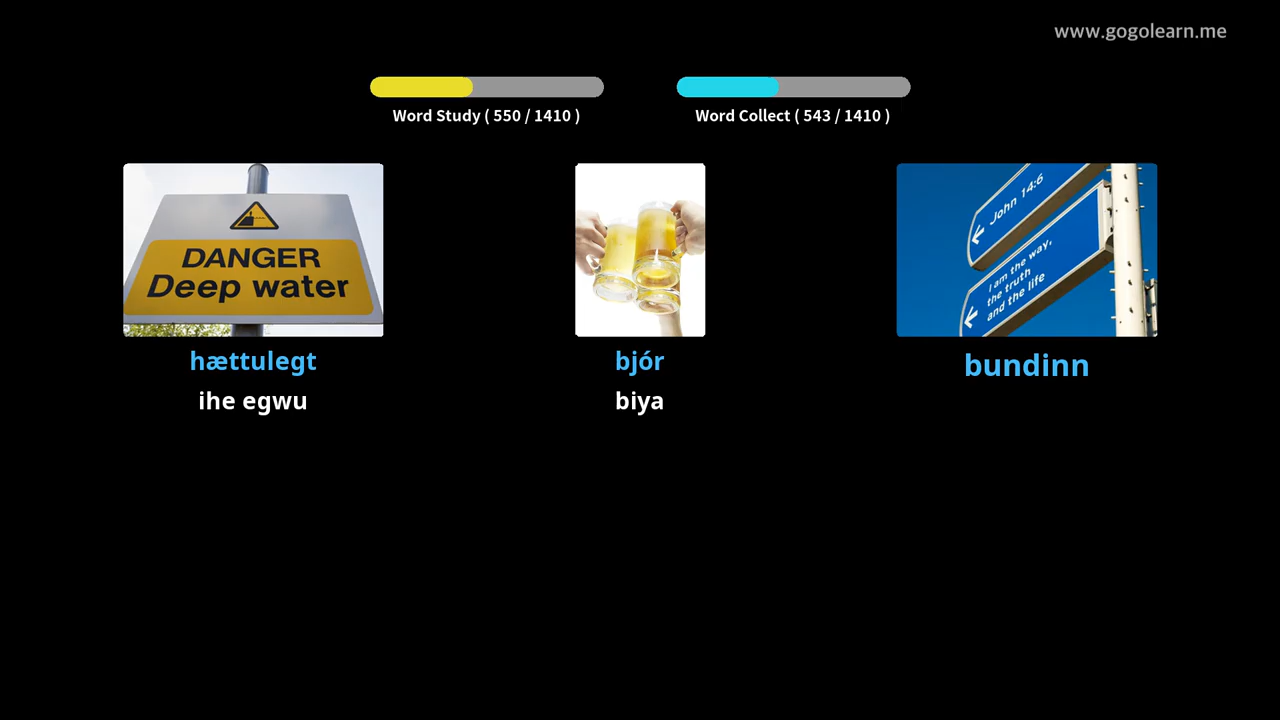 www.gogolearn.me
Word Study ( 550 / 1410 )
Word Collect ( 543 / 1410 )
DANGER
Deep water
John 14:6
I am the way,
the truth
and the life
hættulegt
bjór
bundinn
ihe egwu
biya